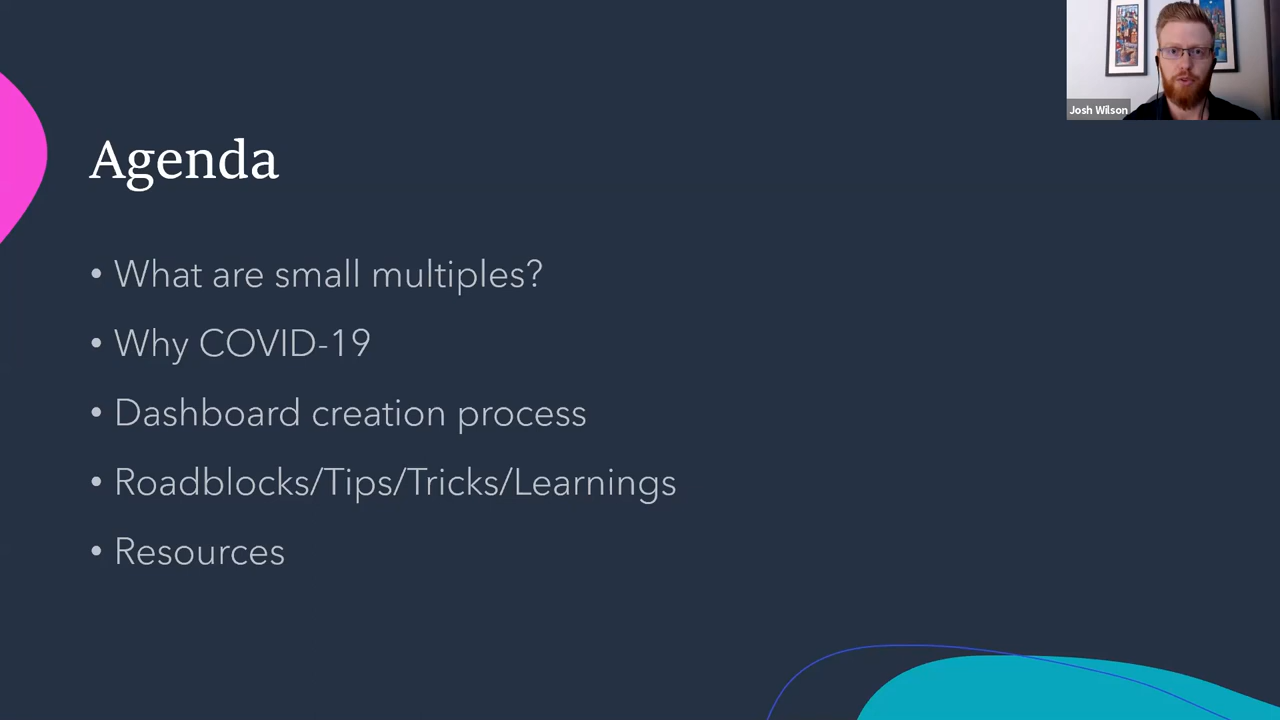 Josh Wilson
Agenda
• What are small multiples?
• Why COVID-19
• Dashboard creation process
• Roadblocks/Tips/Tricks/Learnings
• Resources